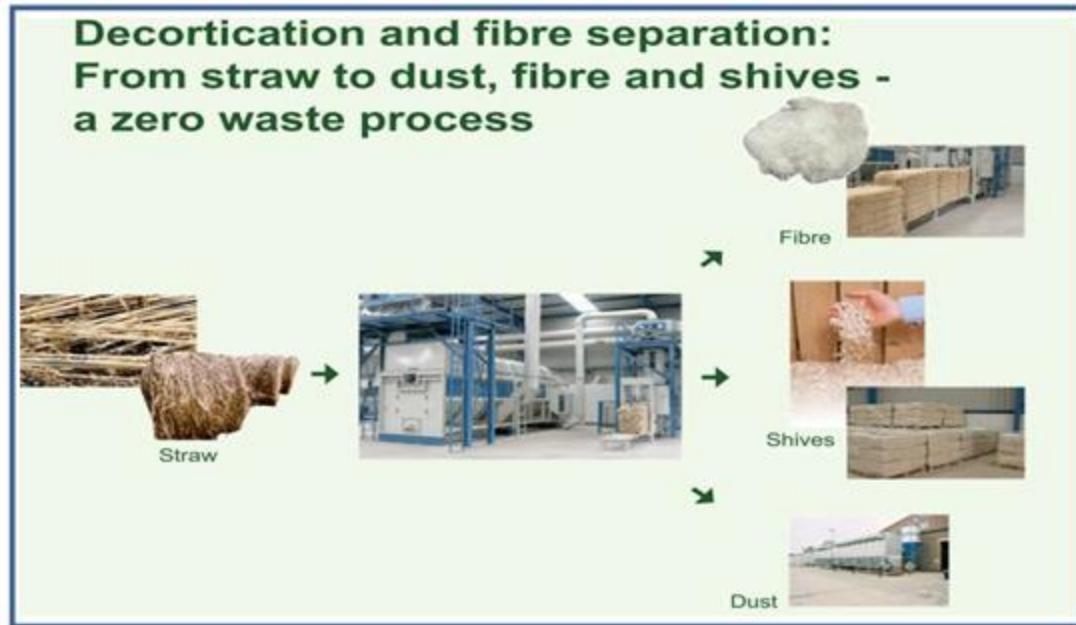 Decortication and fibre separation:
From straw to dust, fibre and shives -
a zero waste process
Fibre
Straw
Shives
Dust